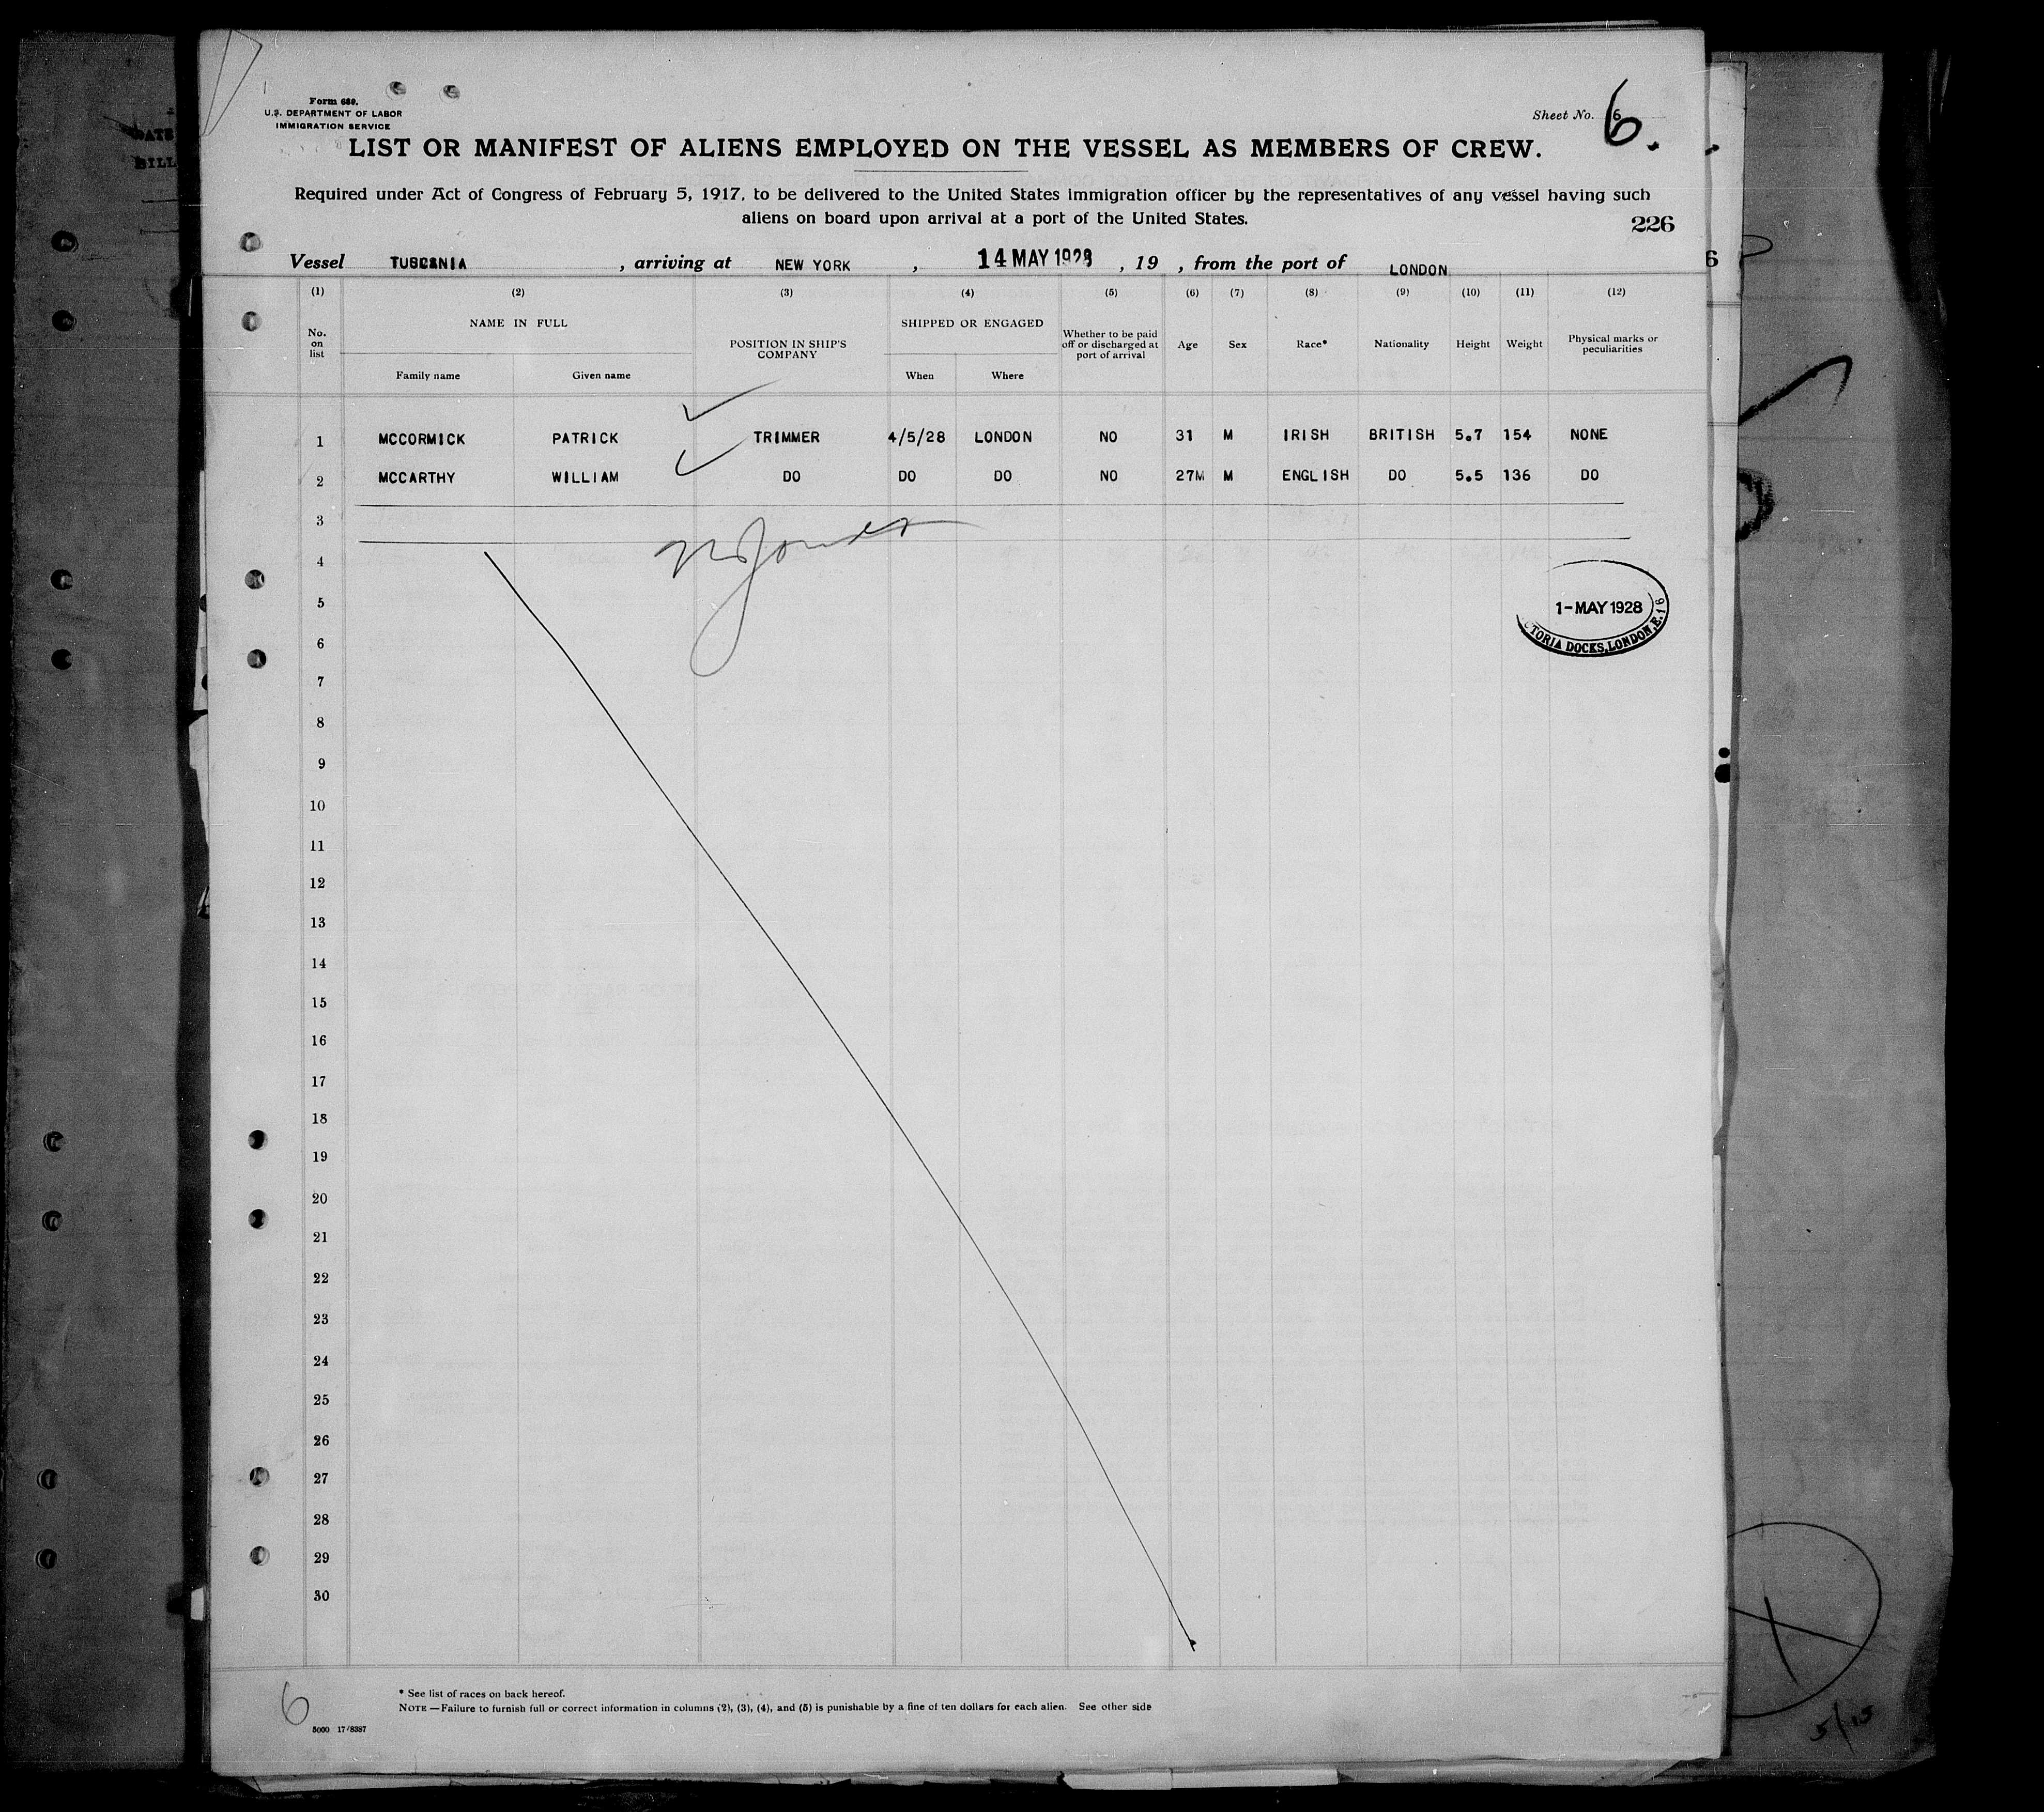 Form 689.
U.S. DEPARTMENT OF LABOR
IMMIGRATION SERVICE
Sheet No. 6
6.
LIST OR MANIFEST OF ALIENS EMPLOYED ON THE VESSEL AS MEMBERS OF CREW.
Required under Act of Congress of February 5, 1917, to be delivered to the United States immigration officer by the representatives of any vessel having such
aliens on board upon arrival at a port of the United States.
226
Vessel TUSCANIA, arriving at NEW YORK, 14 MAY 1928, 19 , from the port of LONDON
(1) (2) (3) (4) (5) (6) (7) (8) (9) (10) (11) (12)
No. on list NAME IN FULL POSITION IN SHIP'S COMPANY SHIPPED OR ENGAGED Whether to be paid off or discharged at port of arrival Age Sex Race* Nationality Height Weight Physical marks or peculiarities
Family name Given name When Where
1 MCCORMICK PATRICK TRIMMER 4/5/28 LONDON NO 31 M IRISH BRITISH 5.7 154 NONE
2 MCCARTHY WILLIAM DO DO DO NO 27M M ENGLISH DO 5.5 136 DO
3
4
5
1-MAY 1928
TORIA DOCKS, LONDON, E.16
6
7
8
9
10
11
12
13
14
15
16
17
18
19
20
21
22
23
24
25
26
27
28
29
30
* See list of races on back hereof.
NOTE—Failure to furnish full or correct information in columns (2), (3), (4), and (5) is punishable by a fine of ten dollars for each alien. See other side
6
5000 17/8387
5/15